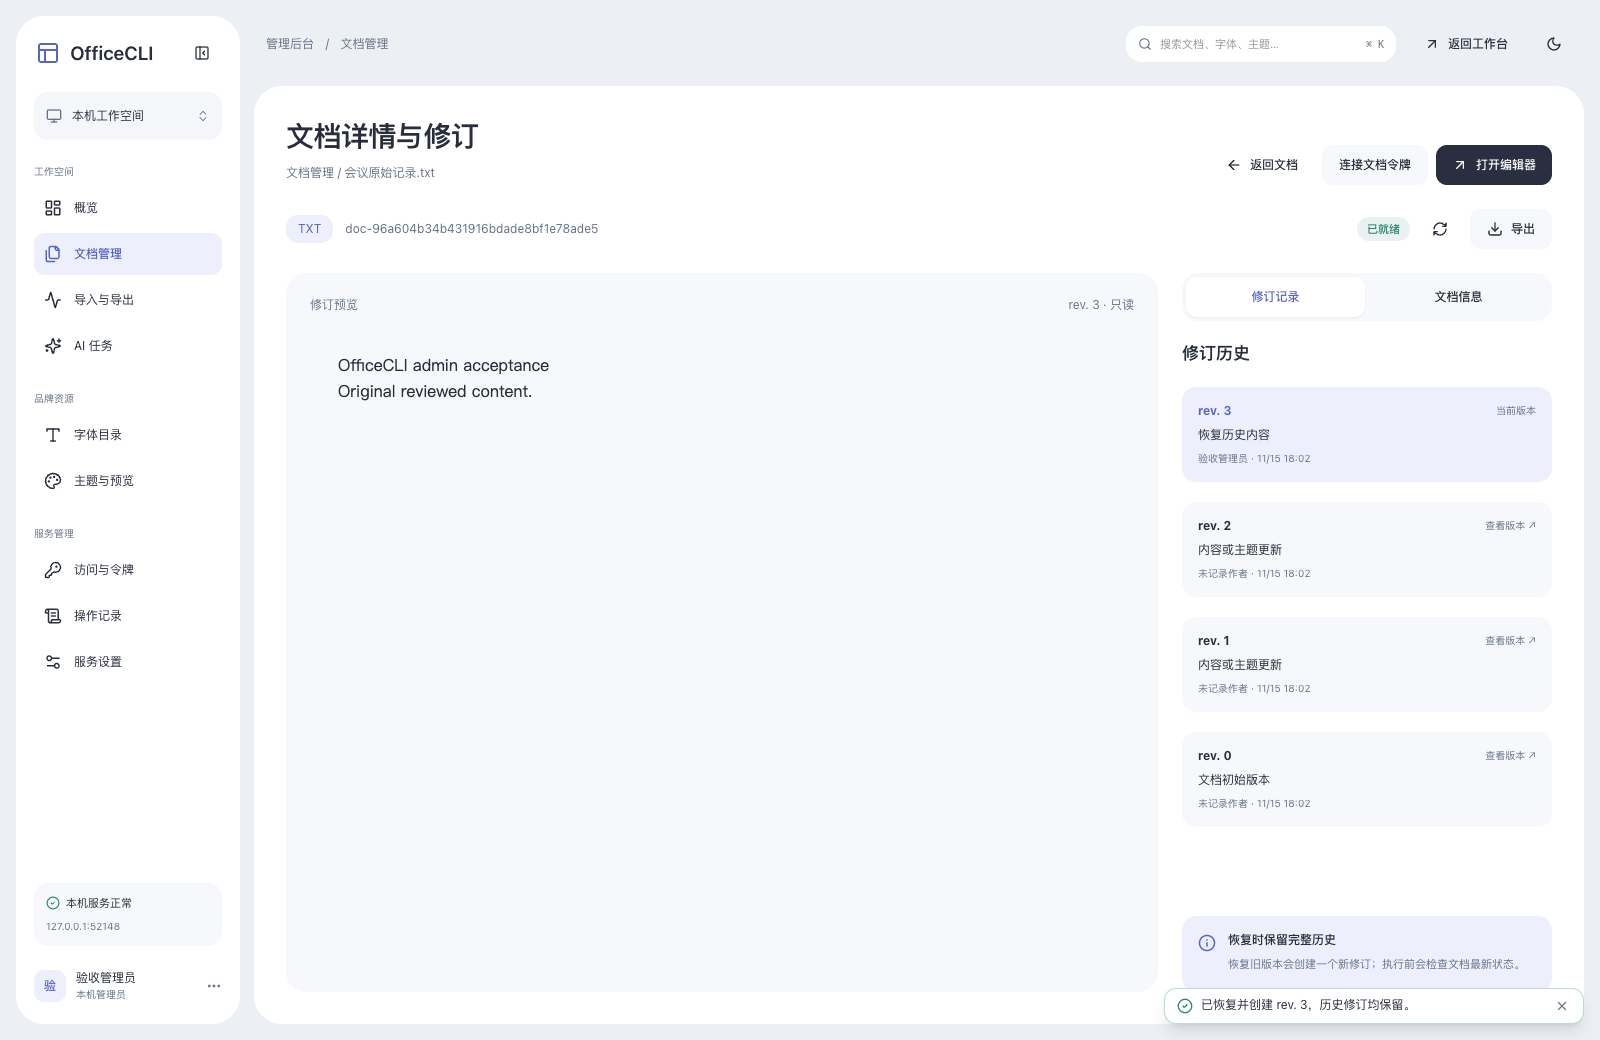 OfficeCLI
本机工作空间
工作空间
概览
文档管理
导入与导出
AI 任务
品牌资源
字体目录
主题与预览
服务管理
访问与令牌
操作记录
服务设置
本机服务正常
127.0.0.1:52148
验
验收管理员
本机管理员
管理后台 / 文档管理
搜索文档、字体、主题...
⌘ K
返回工作台
文档详情与修订
文档管理 / 会议原始记录.txt
返回文档
连接文档令牌
打开编辑器
TXT
doc-96a604b34b431916bdade8bf1e78ade5
已就绪
导出
修订预览
rev. 3 · 只读
OfficeCLI admin acceptance
Original reviewed content.
修订记录
文档信息
修订历史
rev. 3
当前版本
恢复历史内容
验收管理员 · 11/15 18:02
rev. 2
查看版本
内容或主题更新
未记录作者 · 11/15 18:02
rev. 1
查看版本
内容或主题更新
未记录作者 · 11/15 18:02
rev. 0
查看版本
文档初始版本
未记录作者 · 11/15 18:02
恢复时保留完整历史
恢复旧版本会创建一个新修订；执行前会检查文档最新状态。
已恢复并创建 rev. 3，历史修订均保留。